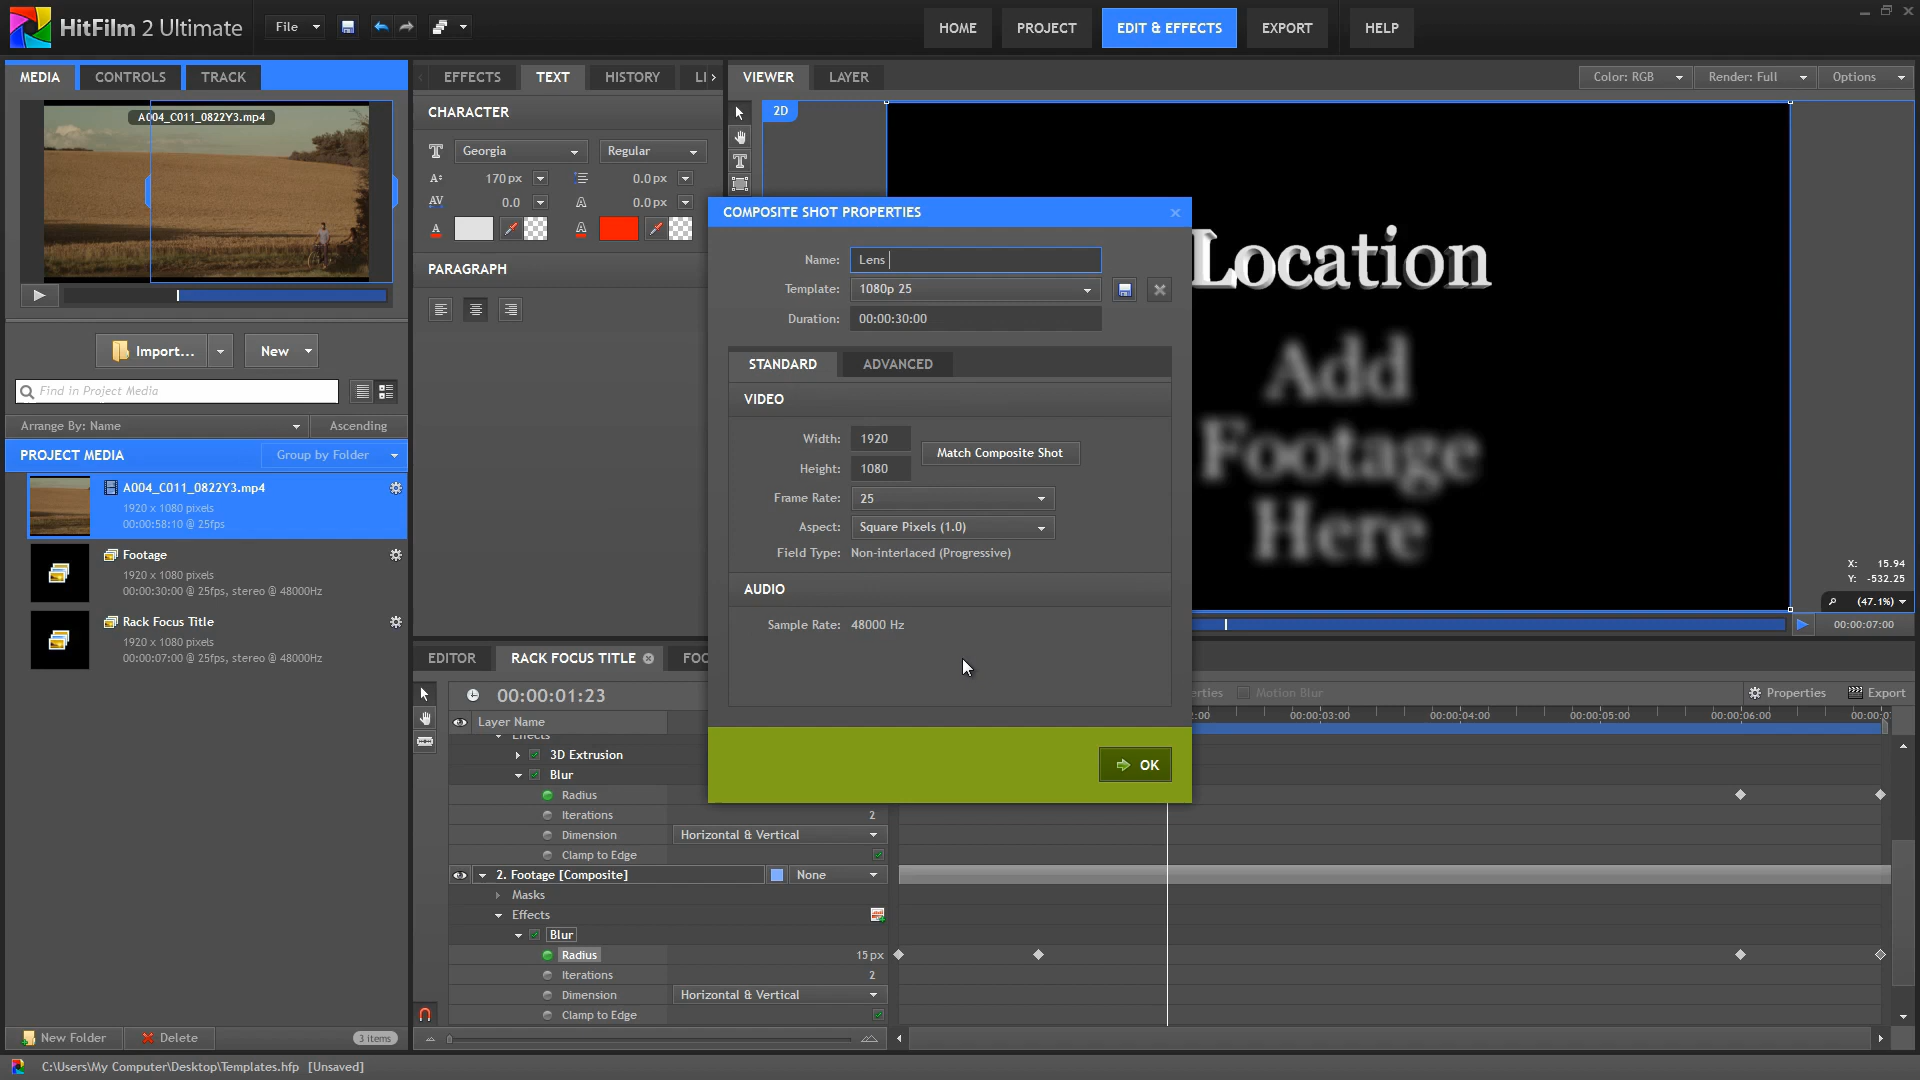 HitFilm 2 Ultimate
File
HOME
PROJECT
EDIT & EFFECTS
EXPORT
HELP
MEDIA
CONTROLS
TRACK
EFFECTS
TEXT
HISTORY
VIEWER
LAYER
Color: RGB
Render: Full
Options
A004_C011_0822Y3.mp4
CHARACTER
Georgia
Regular
170 px
0.0 px
0.0
0.0 px
PARAGRAPH
2D
Location
Add
Footage
Here
X: 15.94
Y: -532.25
(47.1%)
00:00:07:00
Import...
New
Find in Project Media
Arrange By: Name
Ascending
PROJECT MEDIA
Group by Folder
A004_C011_0822Y3.mp4
1920 x 1080 pixels
00:00:58:10 @ 25fps
Footage
1920 x 1080 pixels
00:00:30:00 @ 25fps, stereo @ 48000Hz
Rack Focus Title
1920 x 1080 pixels
00:00:07:00 @ 25fps, stereo @ 48000Hz
New Folder
Delete
3 items
COMPOSITE SHOT PROPERTIES
Name: Lens
Template: 1080p 25
Duration: 00:00:30:00
STANDARD
ADVANCED
VIDEO
Width: 1920
Height: 1080
Match Composite Shot
Frame Rate: 25
Aspect: Square Pixels (1.0)
Field Type: Non-interlaced (Progressive)
AUDIO
Sample Rate: 48000 Hz
OK
EDITOR
RACK FOCUS TITLE
00:00:01:23
Motion Blur
Properties
Export
Layer Name
00:00:03:00
00:00:04:00
00:00:05:00
00:00:06:00
Effects
3D Extrusion
Blur
Radius
Iterations 2
Dimension Horizontal & Vertical
Clamp to Edge
2. Footage [Composite] None
Masks
Effects
Blur
Radius 15 px
Iterations 2
Dimension Horizontal & Vertical
Clamp to Edge
C:\Users\My Computer\Desktop\Templates.hfp [Unsaved]